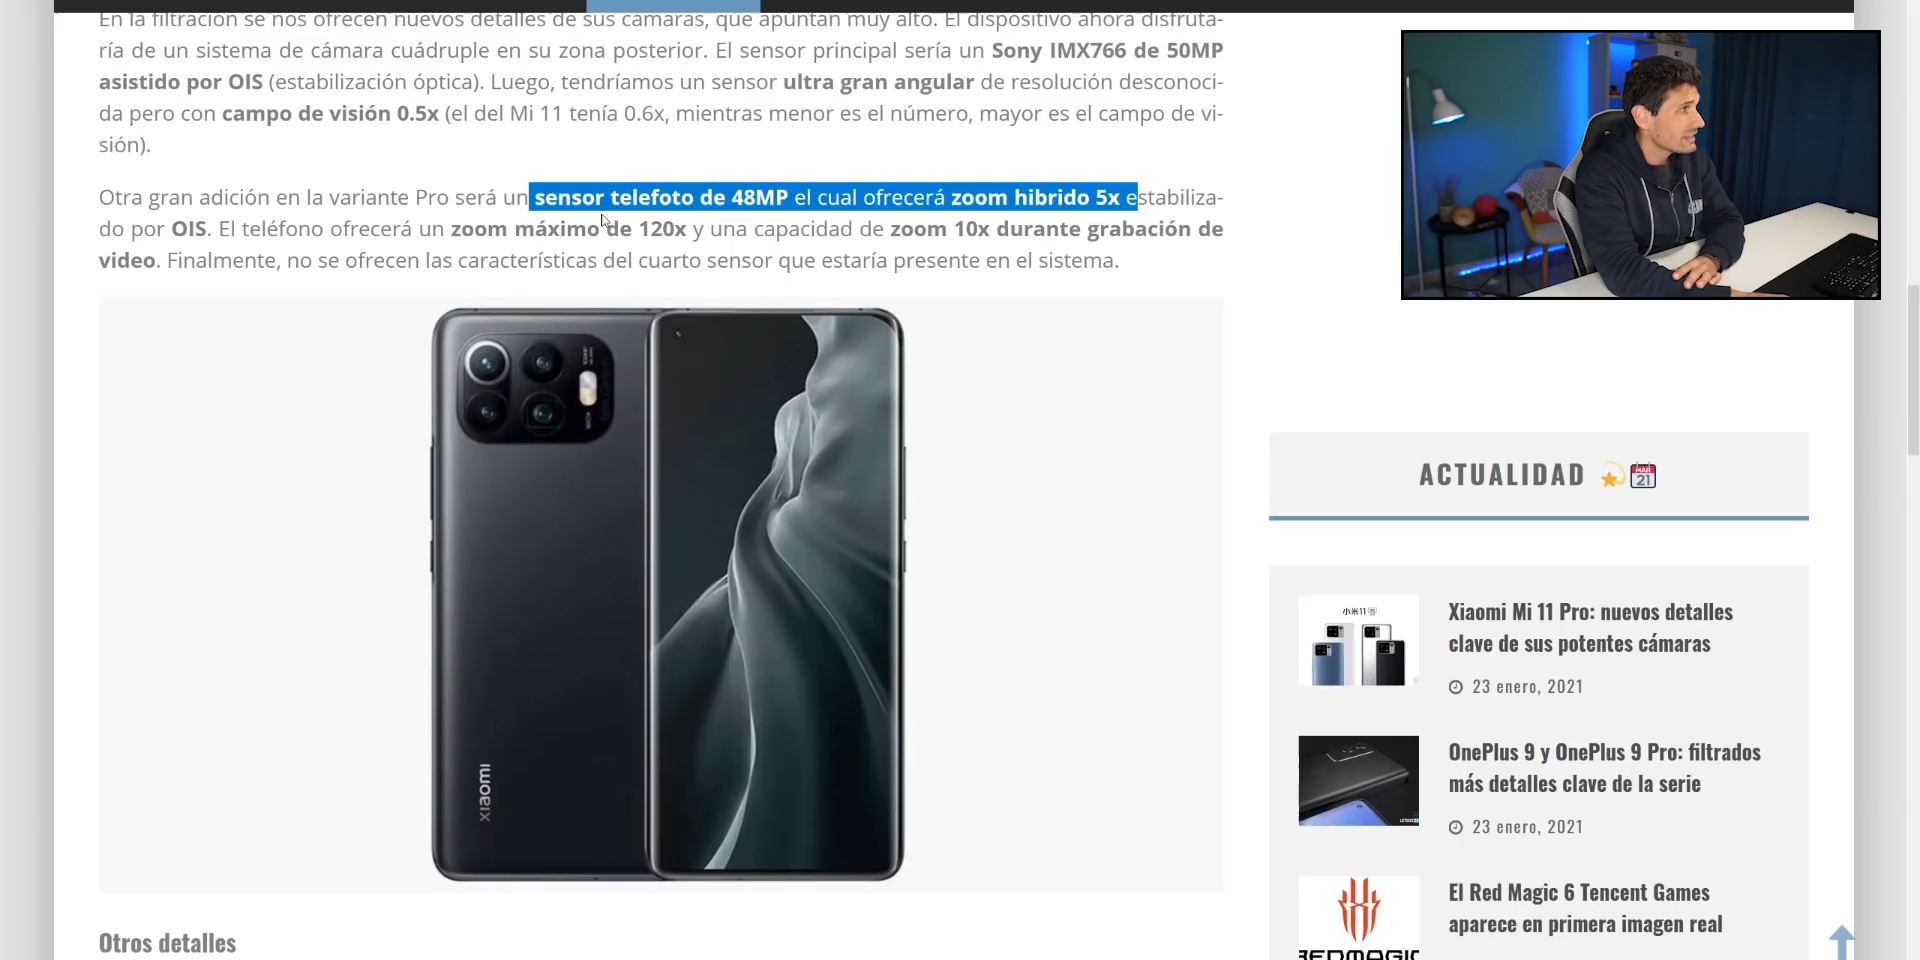 En la filtración se nos ofrecen nuevos detalles de sus cámaras, que apuntan muy alto. El dispositivo ahora disfruta-
ría de un sistema de cámara cuádruple en su zona posterior. El sensor principal sería un Sony IMX766 de 50MP
asistido por OIS (estabilización óptica). Luego, tendríamos un sensor ultra gran angular de resolución desconoci-
da pero con campo de visión 0.5x (el del Mi 11 tenía 0.6x, mientras menor es el número, mayor es el campo de vi-
sión).
Otra gran adición en la variante Pro será un sensor telefoto de 48MP el cual ofrecerá zoom hibrido 5x estabiliza-
do por OIS. El teléfono ofrecerá un zoom máximo de 120x y una capacidad de zoom 10x durante grabación de
video. Finalmente, no se ofrecen las características del cuarto sensor que estaría presente en el sistema.
xiaomi
Otros detalles
ACTUALIDAD
MAR
21
小米11
Xiaomi Mi 11 Pro: nuevos detalles
clave de sus potentes cámaras
23 enero, 2021
OnePlus 9 y OnePlus 9 Pro: filtrados
más detalles clave de la serie
23 enero, 2021
El Red Magic 6 Tencent Games
aparece en primera imagen real
REDMAGIC